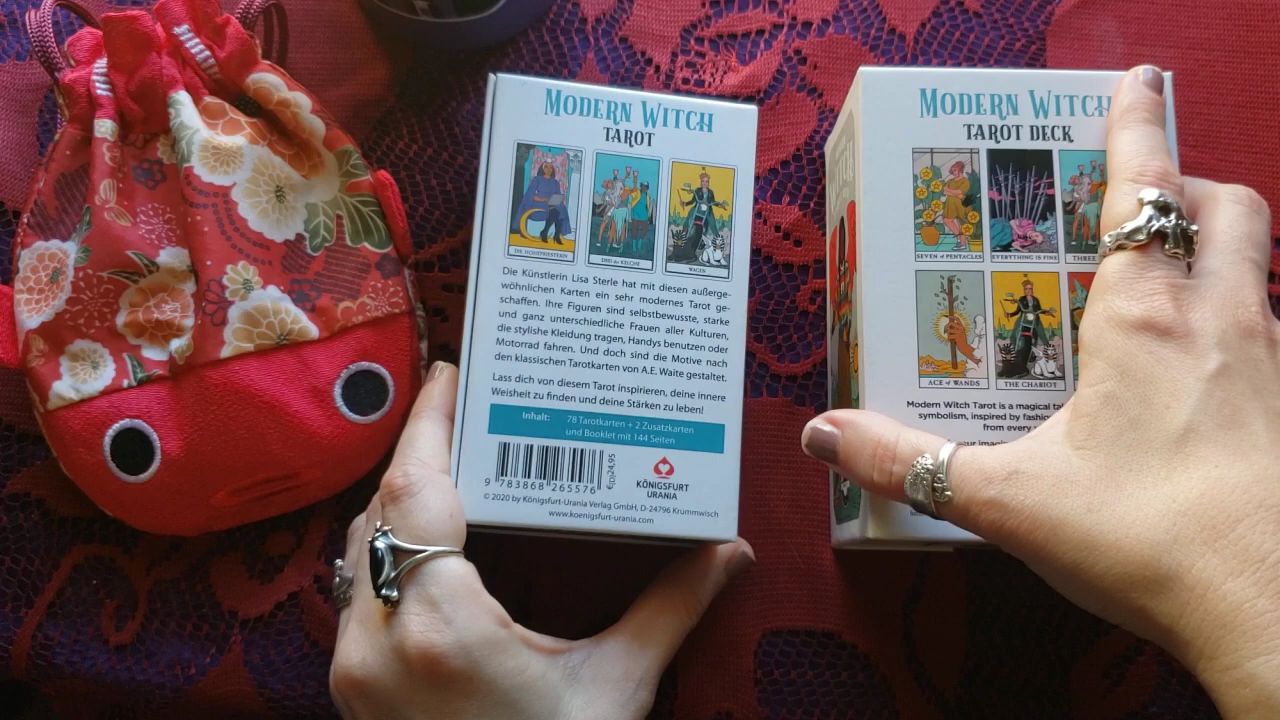 MODERN WITCH
TAROT
DIE HOHEPRIESTERIN
DREI der KELCHE
WAGEN
Die Künstlerin Lisa Sterle hat mit diesen außerge-
wöhnlichen Karten ein sehr modernes Tarot ge-
schaffen. Ihre Figuren sind selbstbewusste, starke
und ganz unterschiedliche Frauen aller Kulturen,
die stylishe Kleidung tragen, Handys benutzen oder
Motorrad fahren. Und doch sind die Motive nach
den klassischen Tarotkarten von A.E. Waite gestaltet.
Lass dich von diesem Tarot inspirieren, deine innere
Weisheit zu finden und deine Stärken zu leben!
Inhalt: 78 Tarotkarten + 2 Zusatzkarten
und Booklet mit 144 Seiten
9 783868 265576
€(D)24,95
KÖNIGSFURT
URANIA
© 2020 by Königsfurt-Urania Verlag GmbH, D-24796 Krummwisch
www.koenigsfurt-urania.com
WITCH
MODERN WITCH
TAROT DECK
SEVEN of PENTACLES
EVERYTHING IS FINE
THREE
ACE of WANDS
THE CHARIOT
Modern Witch Tarot is a magical
symbolism, inspired by
from every